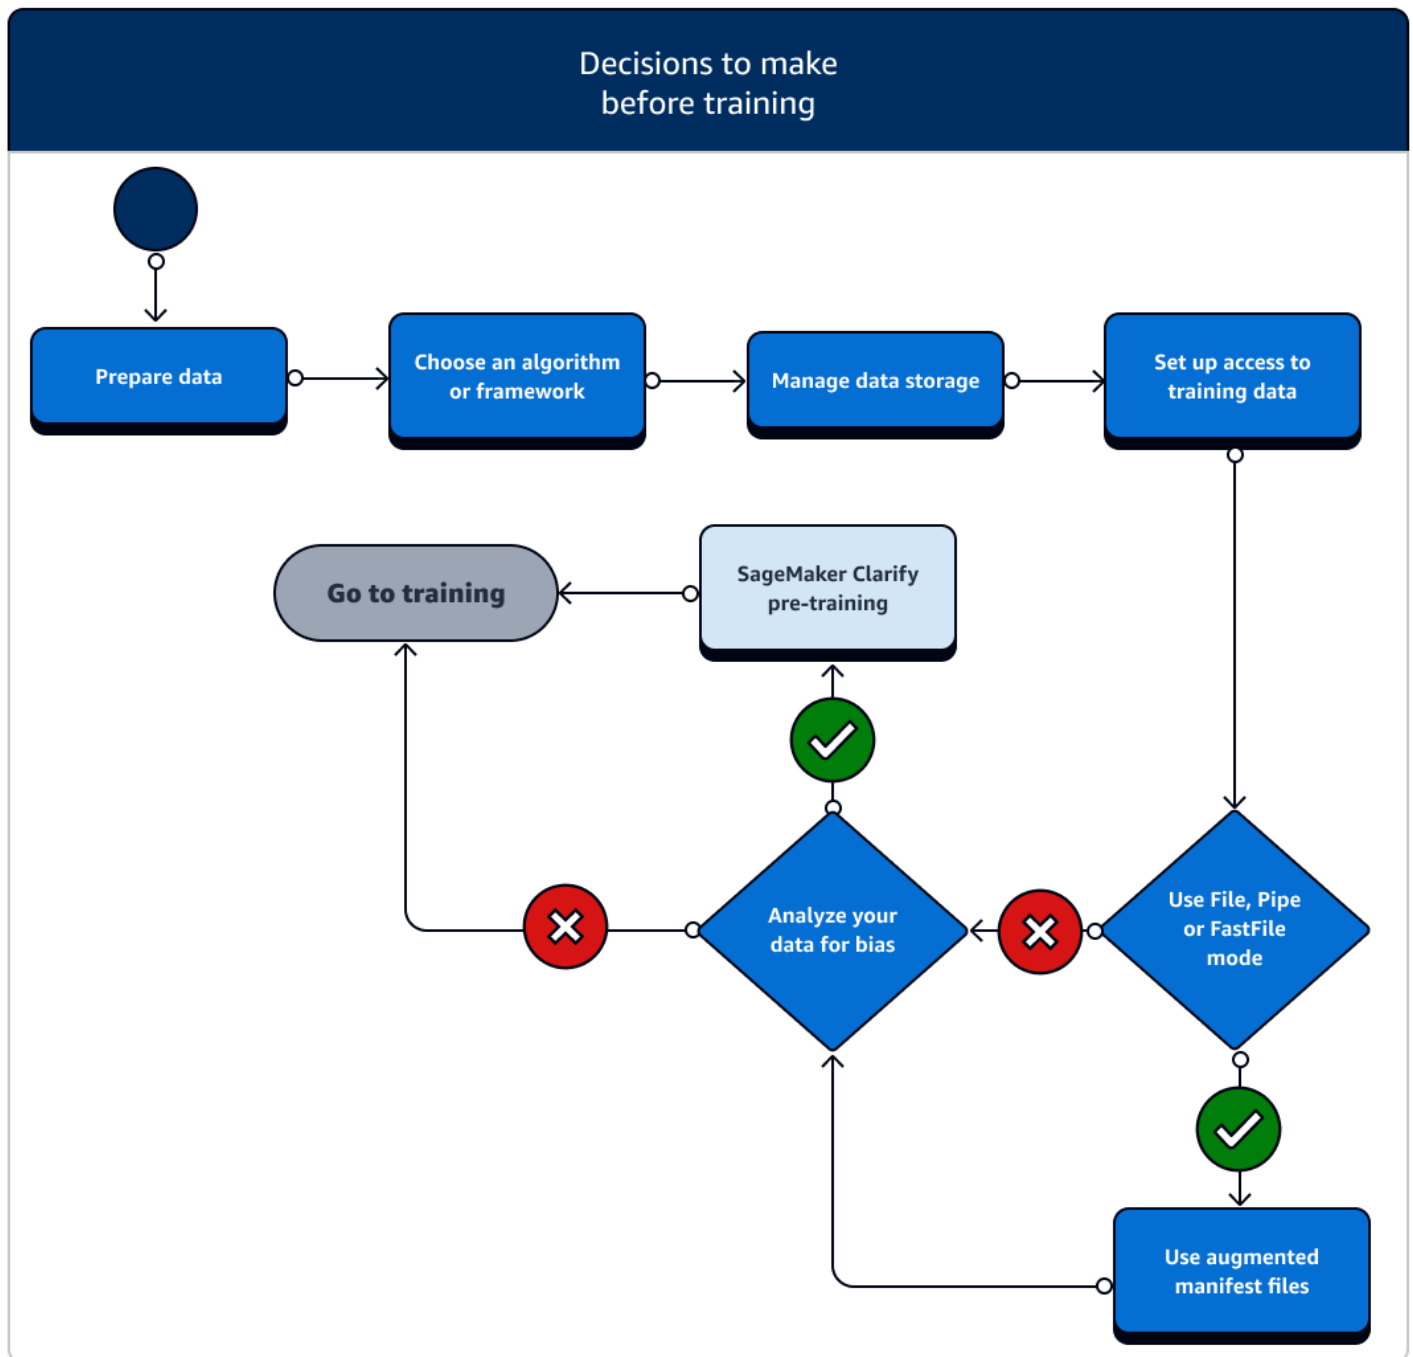 Decisions to make
before training
Prepare data
Choose an algorithm
or framework
Manage data storage
Set up access to
training data
Go to training
SageMaker Clarify
pre-training
Analyze your
data for bias
Use File, Pipe
or FastFile
mode
Use augmented
manifest files